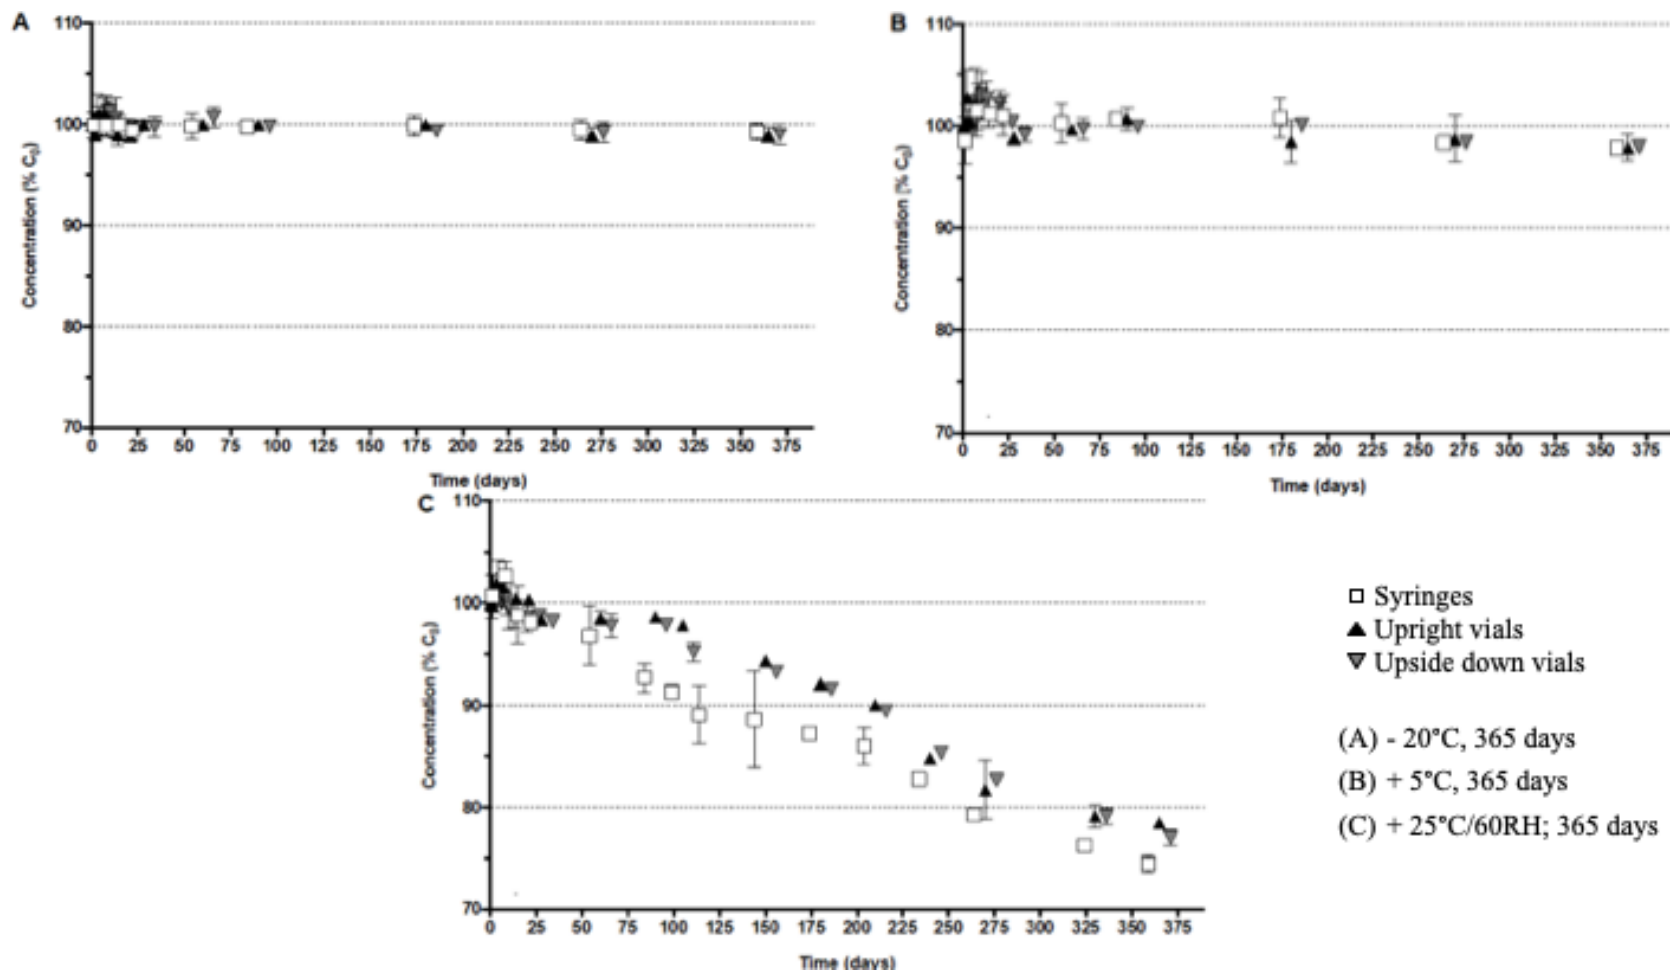 A
110
100
90
80
70
Concentration (% C0)
0 25 50 75 100 125 150 175 200 225 250 275 300 325 350 375
Time (days)
B
110
100
90
80
70
Concentration (% C0)
0 25 50 75 100 125 150 175 200 225 250 275 300 325 350 375
Time (days)
C
110
100
90
80
70
Concentration (% C0)
0 25 50 75 100 125 150 175 200 225 250 275 300 325 350 375
Time (days)
Syringes
Upright vials
Upside down vials
(A) - 20°C, 365 days
(B) + 5°C, 365 days
(C) + 25°C/60RH; 365 days